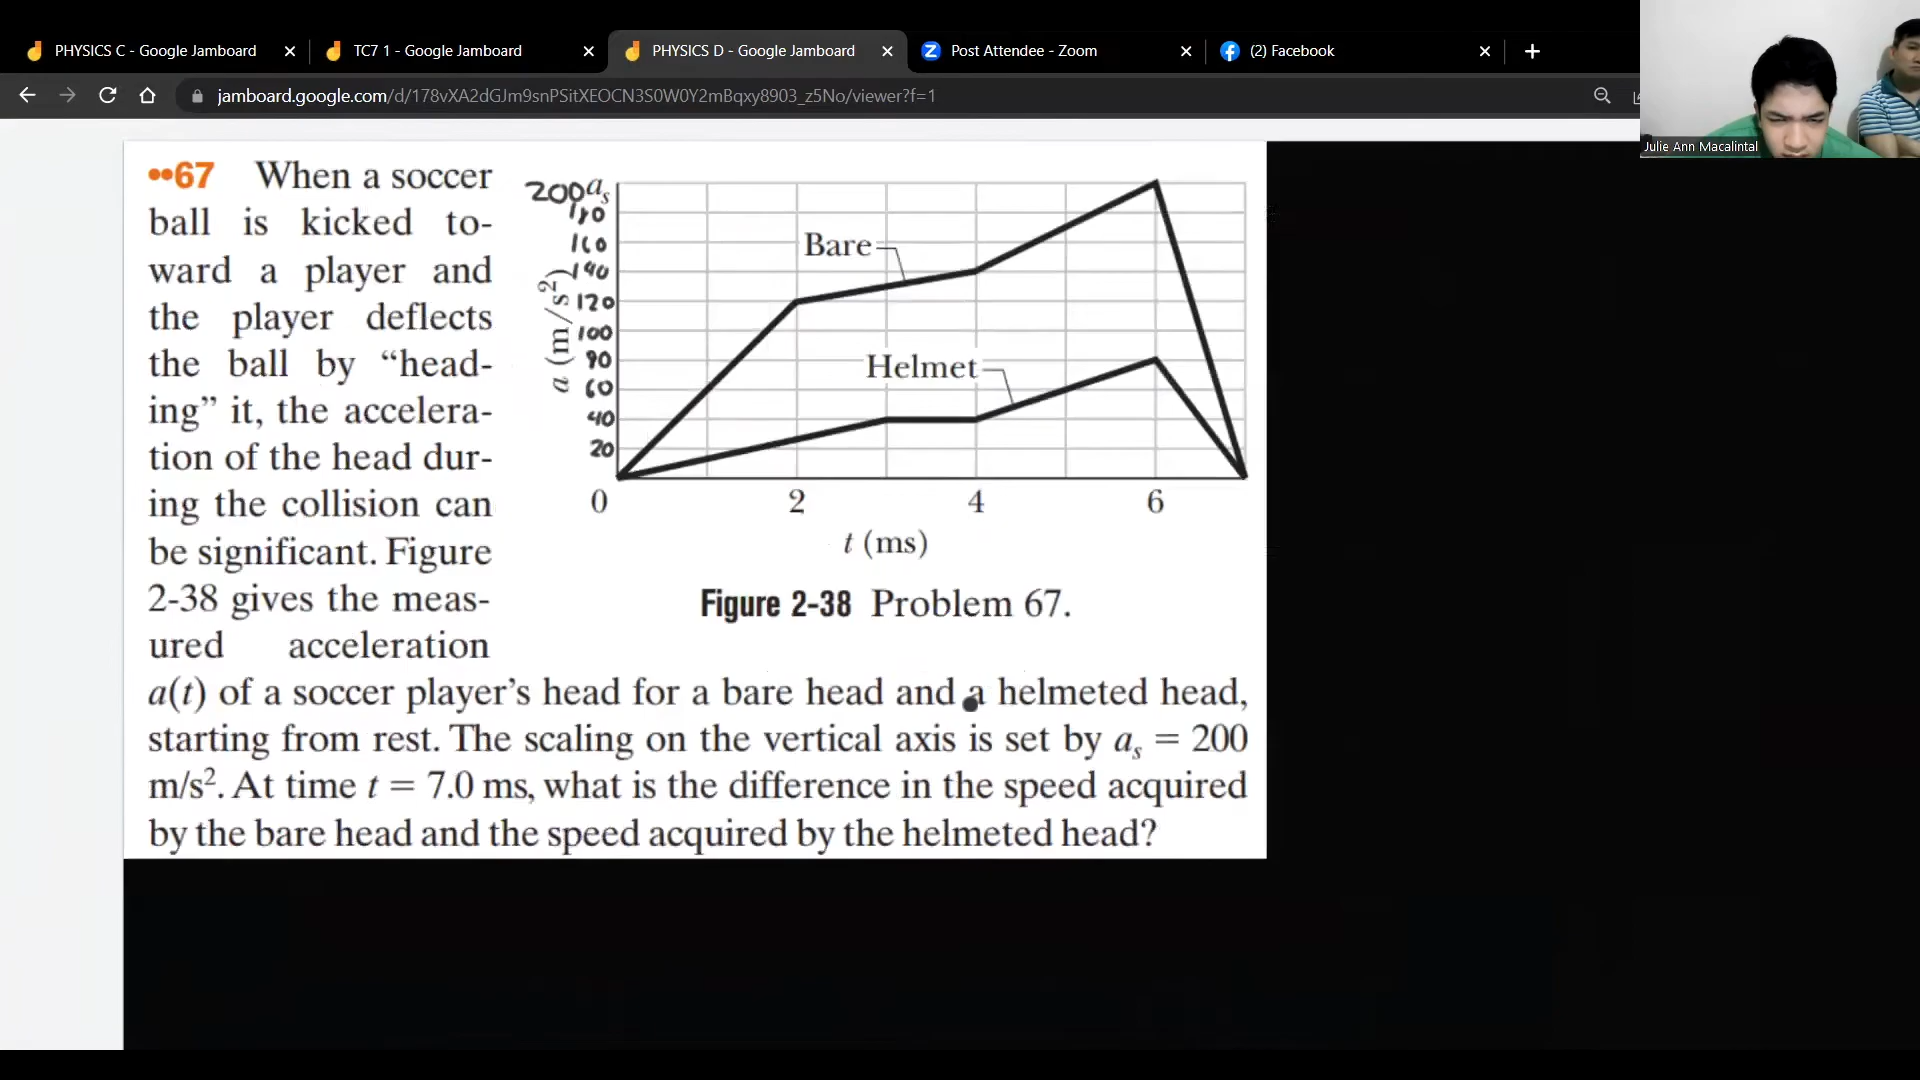 PHYSICS C - Google Jamboard
TC7 1 - Google Jamboard
PHYSICS D - Google Jamboard
Post Attendee - Zoom
(2) Facebook
jamboard.google.com/d/178vXA2dGJm9snPSitXEOCN3S0W0Y2mBqxy8903_z5No/viewer?f=1
Julie Ann Macalintal
••67 When a soccer
ball is kicked to-
ward a player and
the player deflects
the ball by “head-
ing” it, the accelera-
tion of the head dur-
ing the collision can
be significant. Figure
2-38 gives the meas-
ured acceleration
a(t) of a soccer player’s head for a bare head and a helmeted head,
starting from rest. The scaling on the vertical axis is set by aₛ = 200
m/s². At time t = 7.0 ms, what is the difference in the speed acquired
by the bare head and the speed acquired by the helmeted head?
200 aₛ
160
140
120
100
60
40
20
a (m/s²)
Bare
Helmet
0 2 4 6
t (ms)
Figure 2-38 Problem 67.